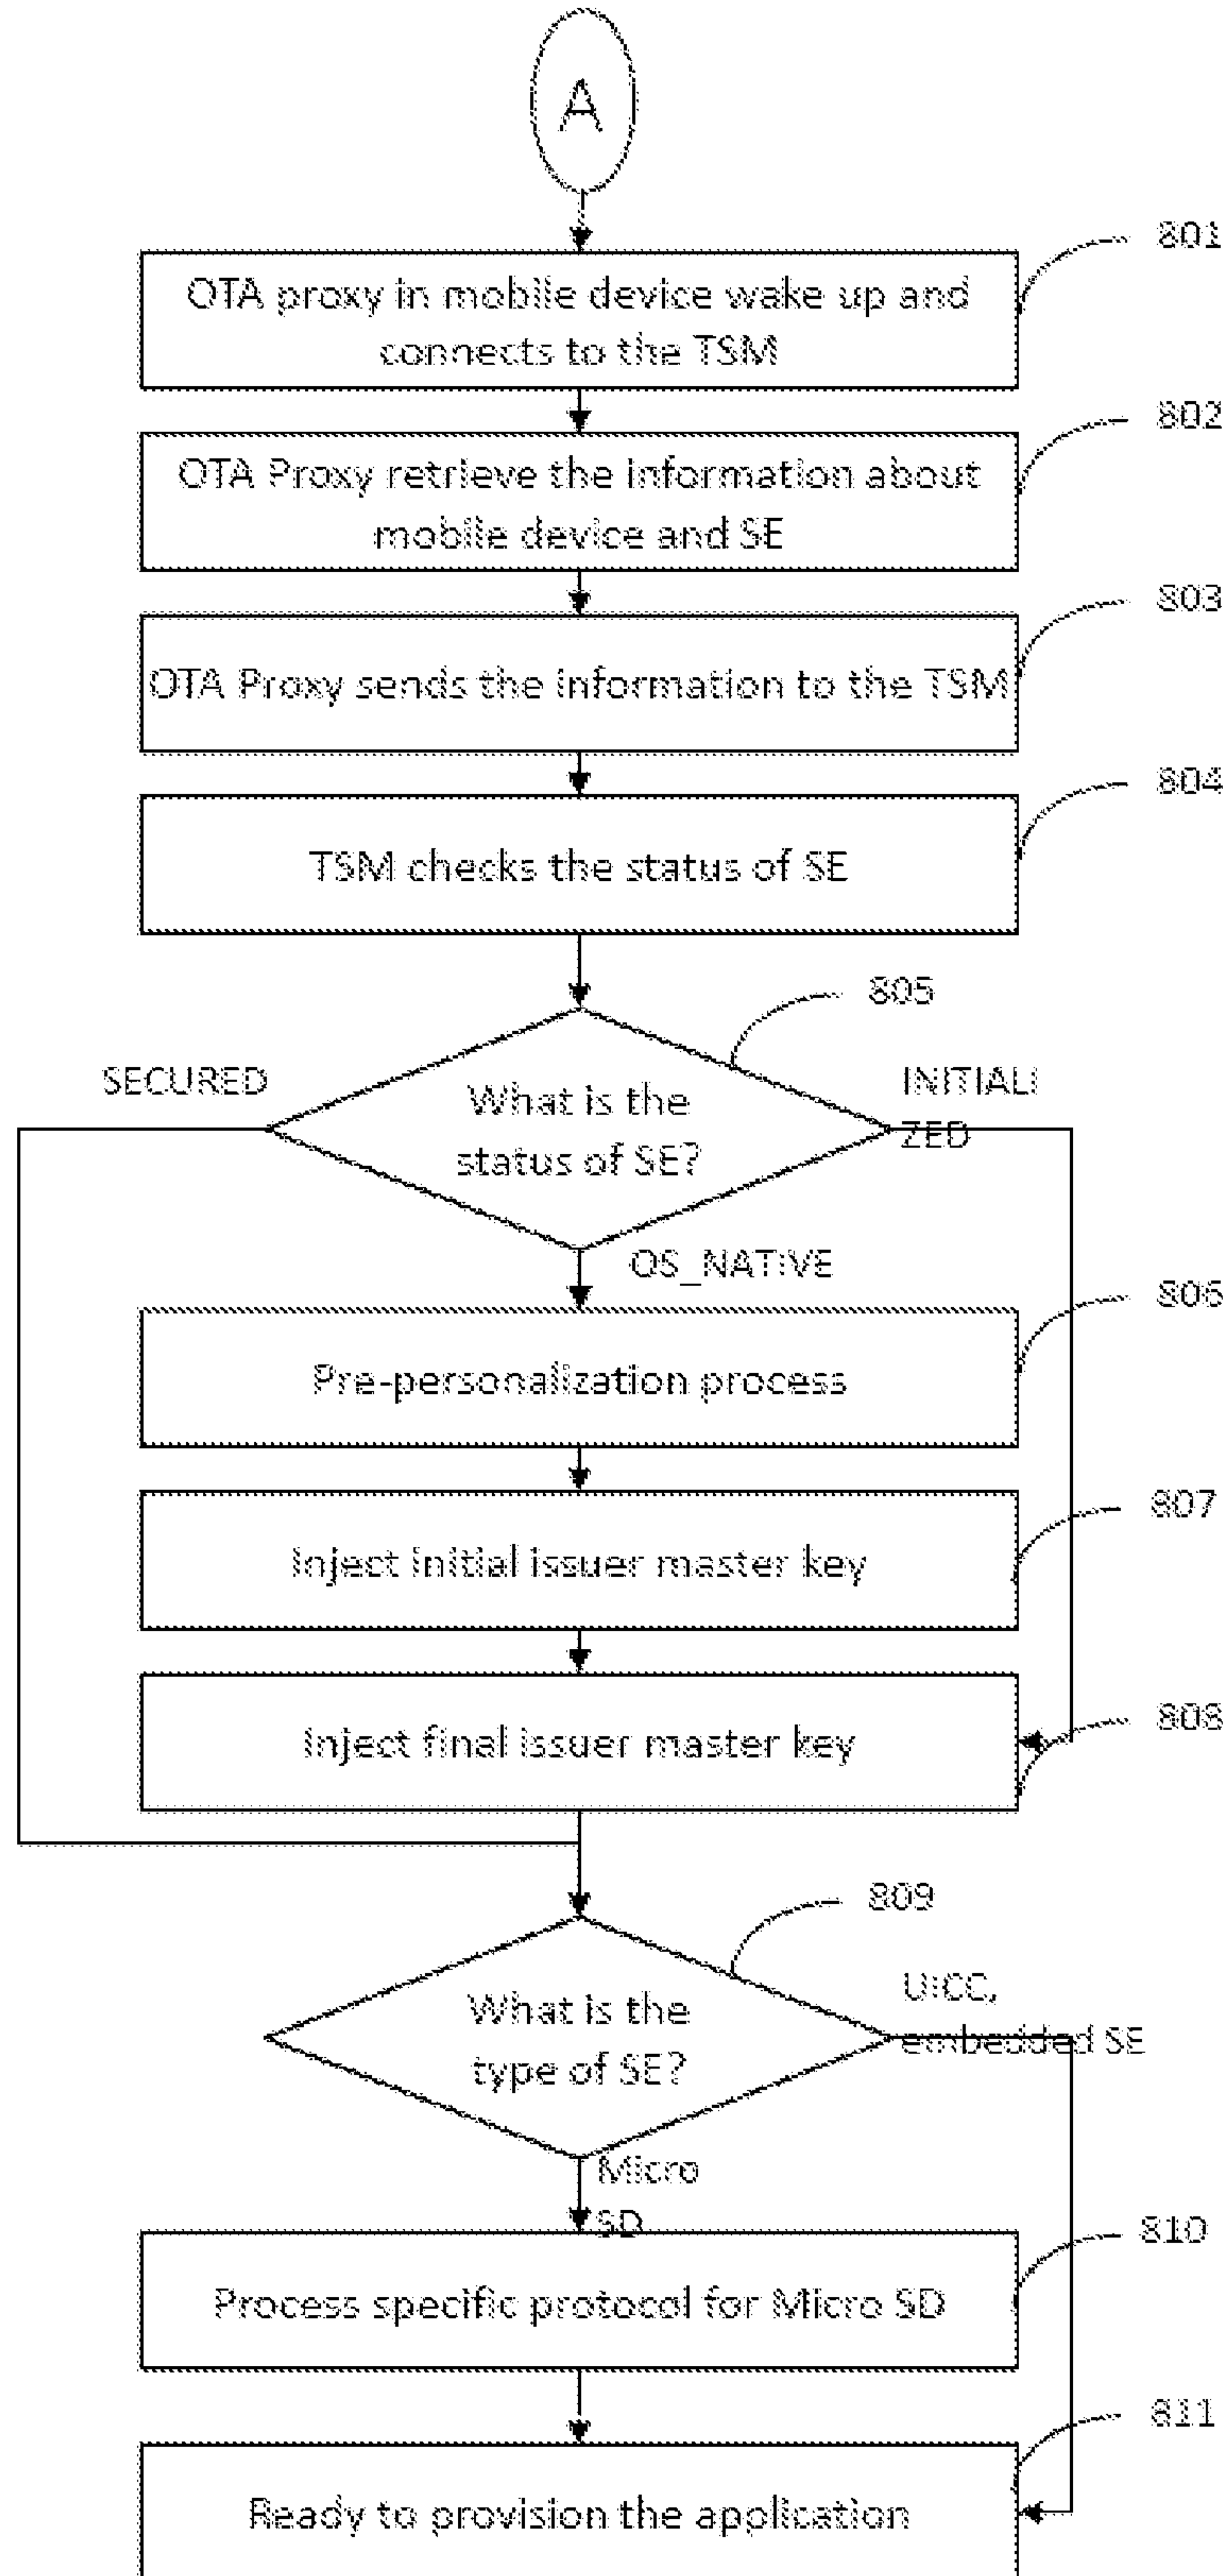 A
801
OTA proxy in mobile device wake up and
connects to the TSM
802
OTA Proxy retrieve the information about
mobile device and SE
803
OTA Proxy sends the information to the TSM
804
TSM checks the status of SE
805
SECURED
INITIALI
ZED
What is the
status of SE?
OS_NATIVE
806
Pre-personalization process
807
Inject initial issuer master key
808
Inject final issuer master key
809
UICC,
embedded SE
What is the
type of SE?
Micro
SD
810
Process specific protocol for Micro SD
811
Ready to provision the application